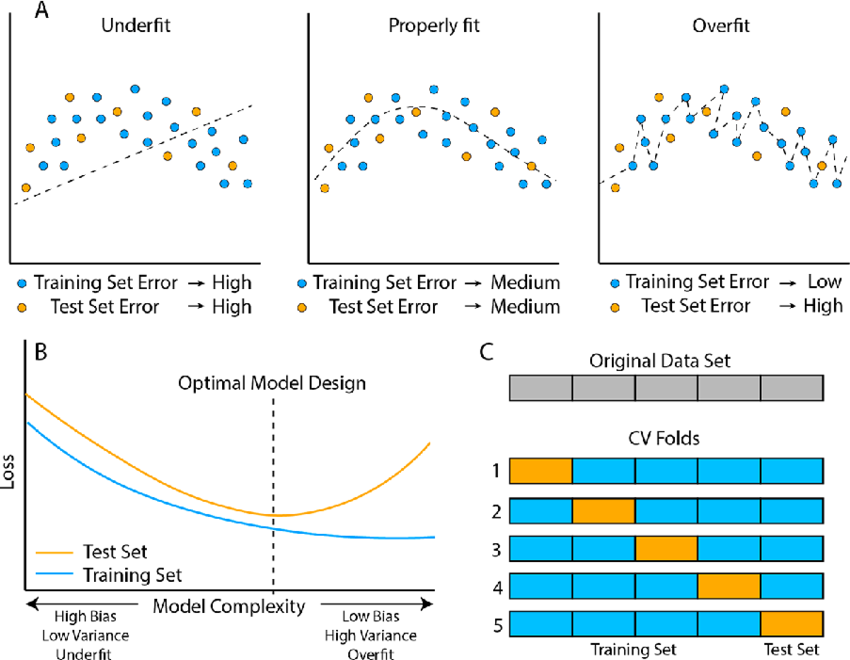 A
Underfit
Properly fit
Overfit
Training Set Error → High
Test Set Error → High
Training Set Error → Medium
Test Set Error → Medium
Training Set Error → Low
Test Set Error → High
B
Optimal Model Design
Loss
Test Set
Training Set
Model Complexity
High Bias
Low Variance
Underfit
Low Bias
High Variance
Overfit
C
Original Data Set
CV Folds
1
2
3
4
5
Training Set
Test Set